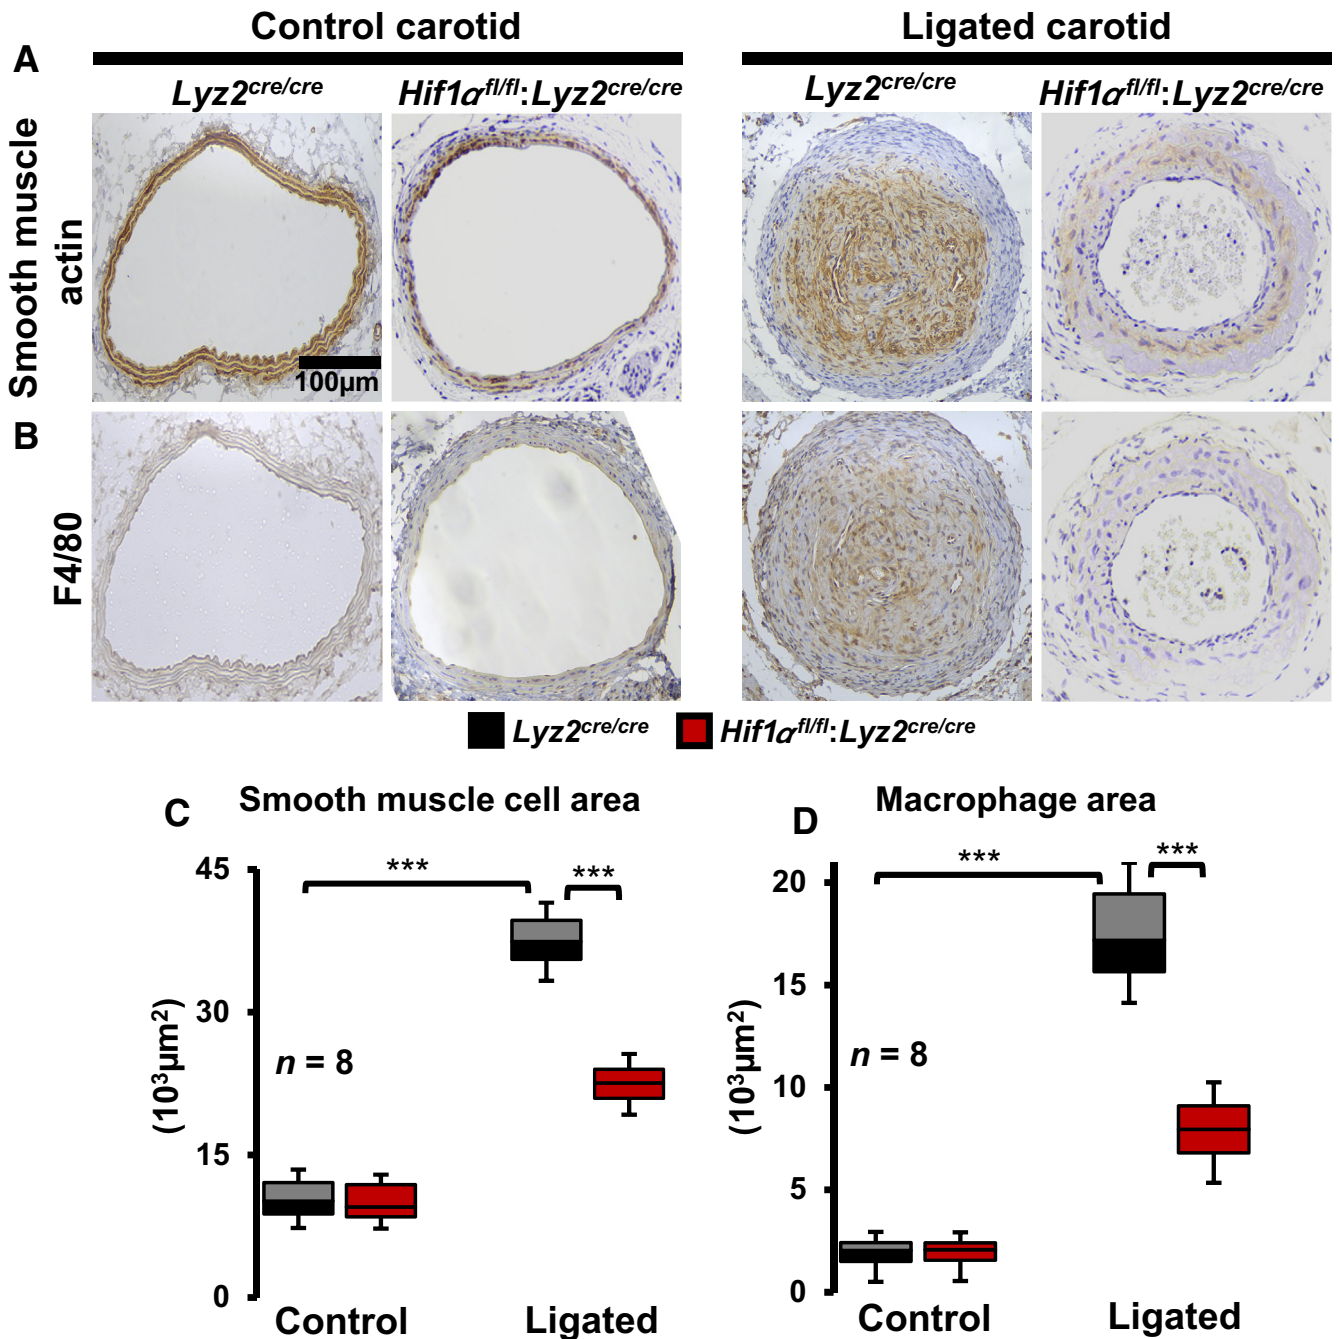 Control carotid
Ligated carotid
A
Lyz2cre/cre
Hif1αfl/fl:Lyz2cre/cre
Lyz2cre/cre
Hif1αfl/fl:Lyz2cre/cre
Smooth muscle
actin
100µm
B
F4/80
Lyz2cre/cre
Hif1αfl/fl:Lyz2cre/cre
C
Smooth muscle cell area
45
30
15
0
(10³µm²)
***
***
n = 8
Control
Ligated
D
Macrophage area
20
15
10
5
0
(10³µm²)
***
***
n = 8
Control
Ligated